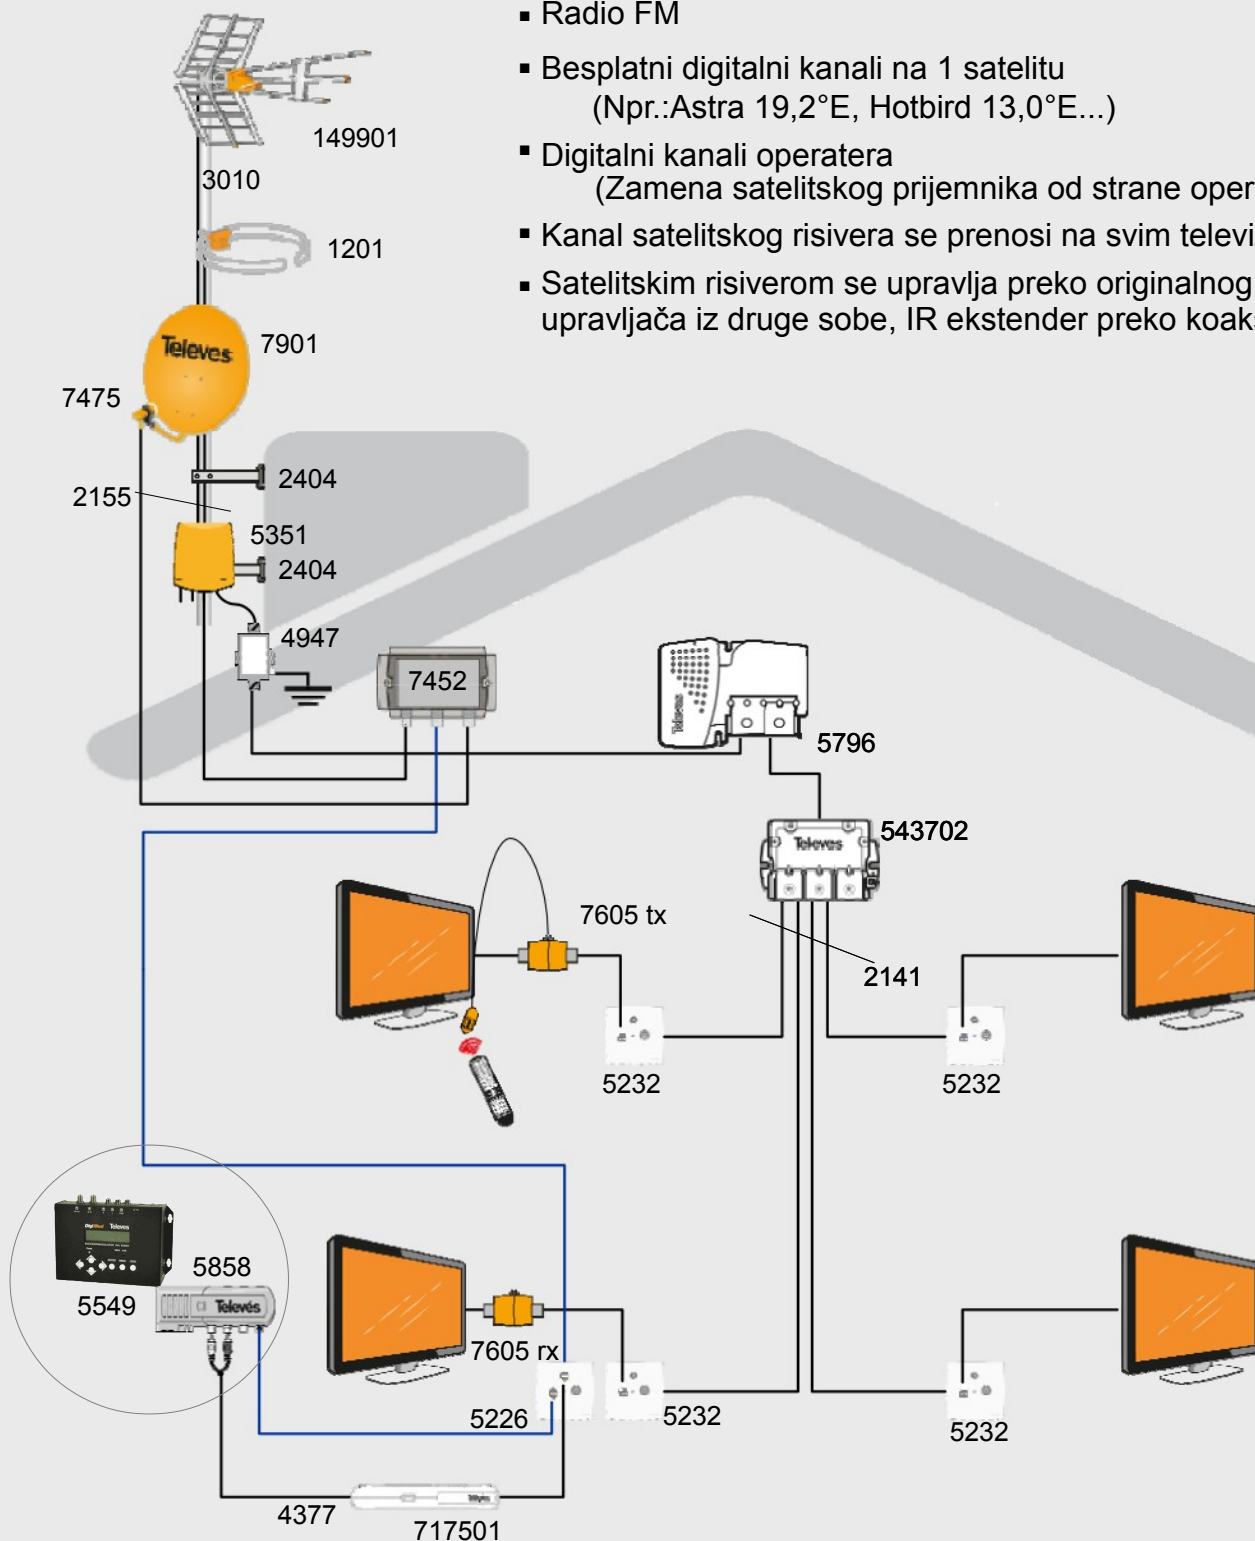 Radio FM
Besplatni digitalni kanali na 1 satelitu
(Npr.:Astra 19,2°E, Hotbird 13,0°E...)
Digitalni kanali operatera
(Zamena satelitskog prijemnika od strane oper
Kanal satelitskog risivera se prenosi na svim televi
Satelitskim risiverom se upravlja preko originalnog
upravljača iz druge sobe, IR ekstender preko koaks
149901
3010
1201
Televes
7901
7475
2404
2155
5351
2404
4947
7452
Televes
5796
543702
Televes
7605 tx
2141
5232
5232
5858
Televes
5549
Televés
7605 rx
5226
5232
5232
4377
717501